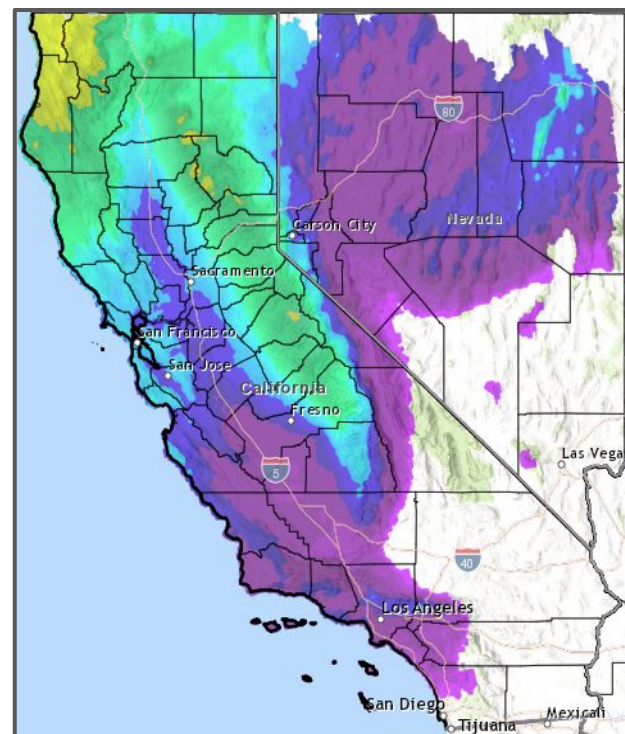 80
Nevada
Carson City
Sacramento
San Francisco
San Jose
California
Fresno
5
Las Vega
40
Los Angeles
San Diego
Tijuana
Mexicali